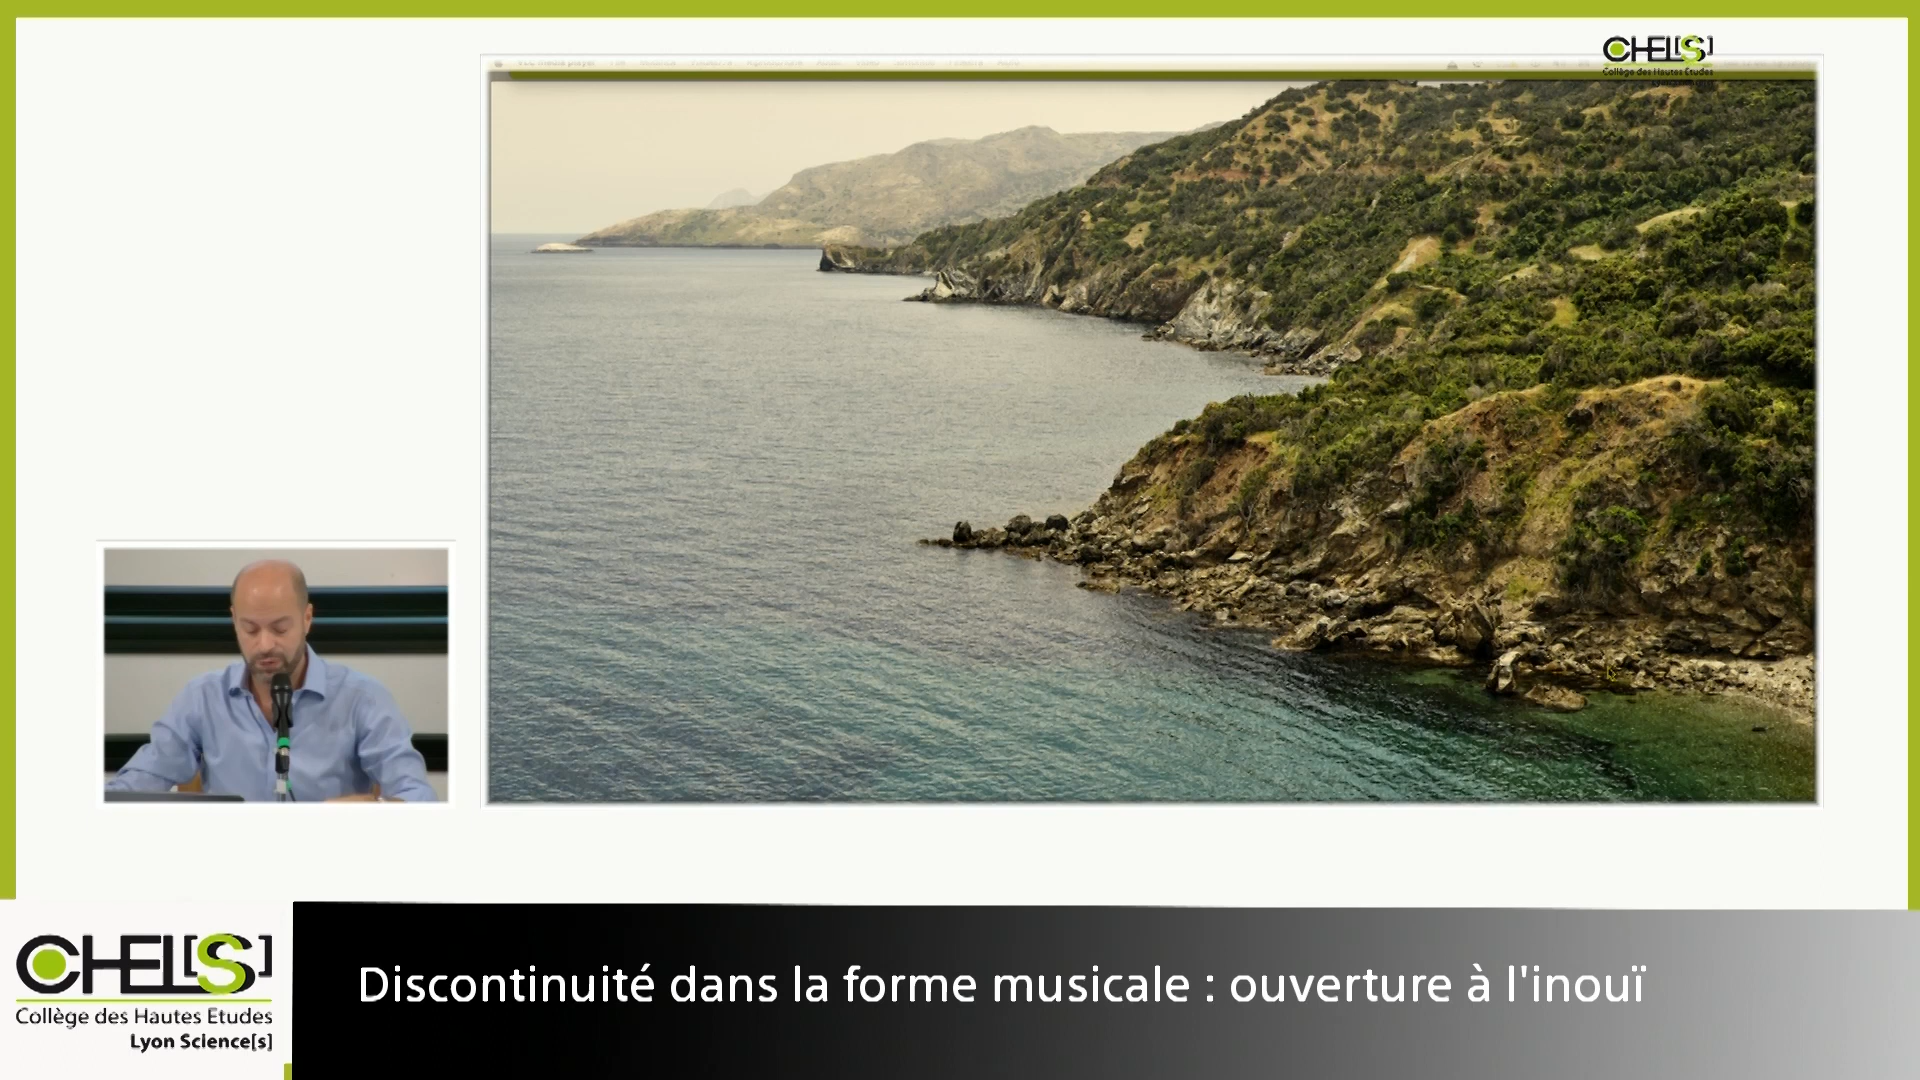 CHEL[S]
Collège des Hautes Etudes
CHEL[S]
Collège des Hautes Etudes
Lyon Science[s]
Discontinuité dans la forme musicale : ouverture à l'inouï